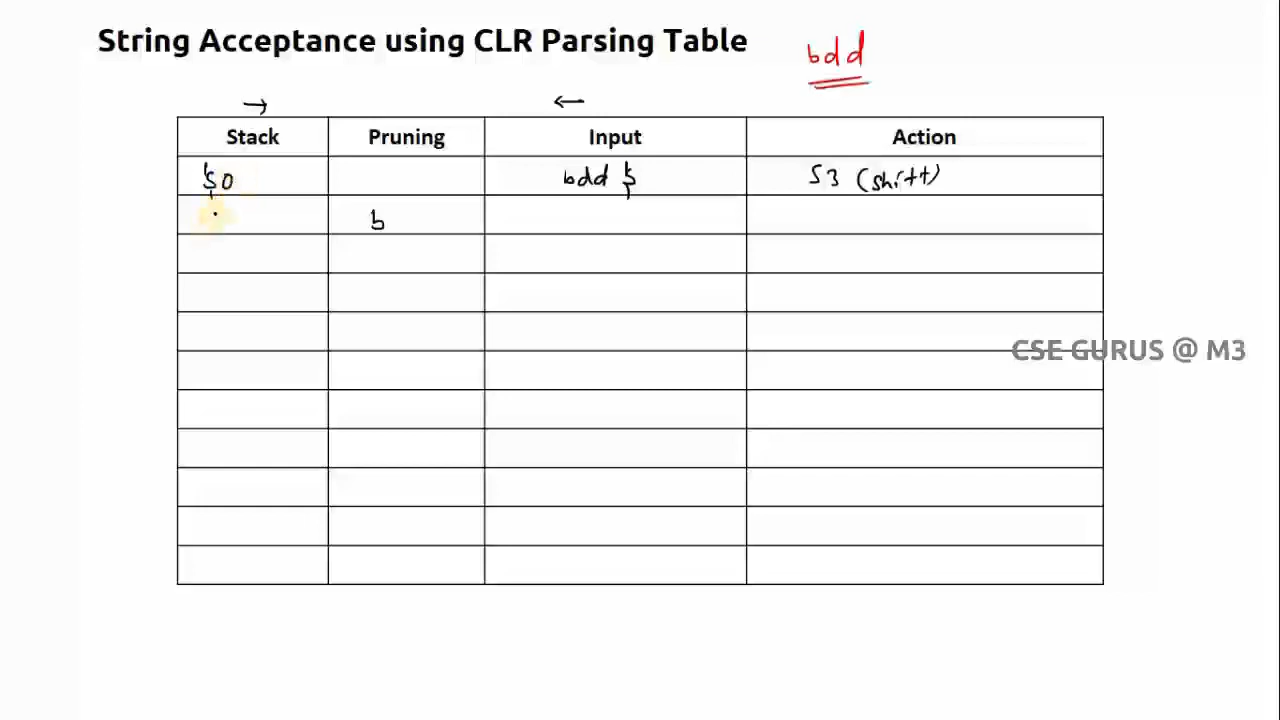 String Acceptance using CLR Parsing Table
bdd
→ ←
Stack Pruning Input Action
$0 bdd $ S3 (shift)
b
CSE GURUS @ M3